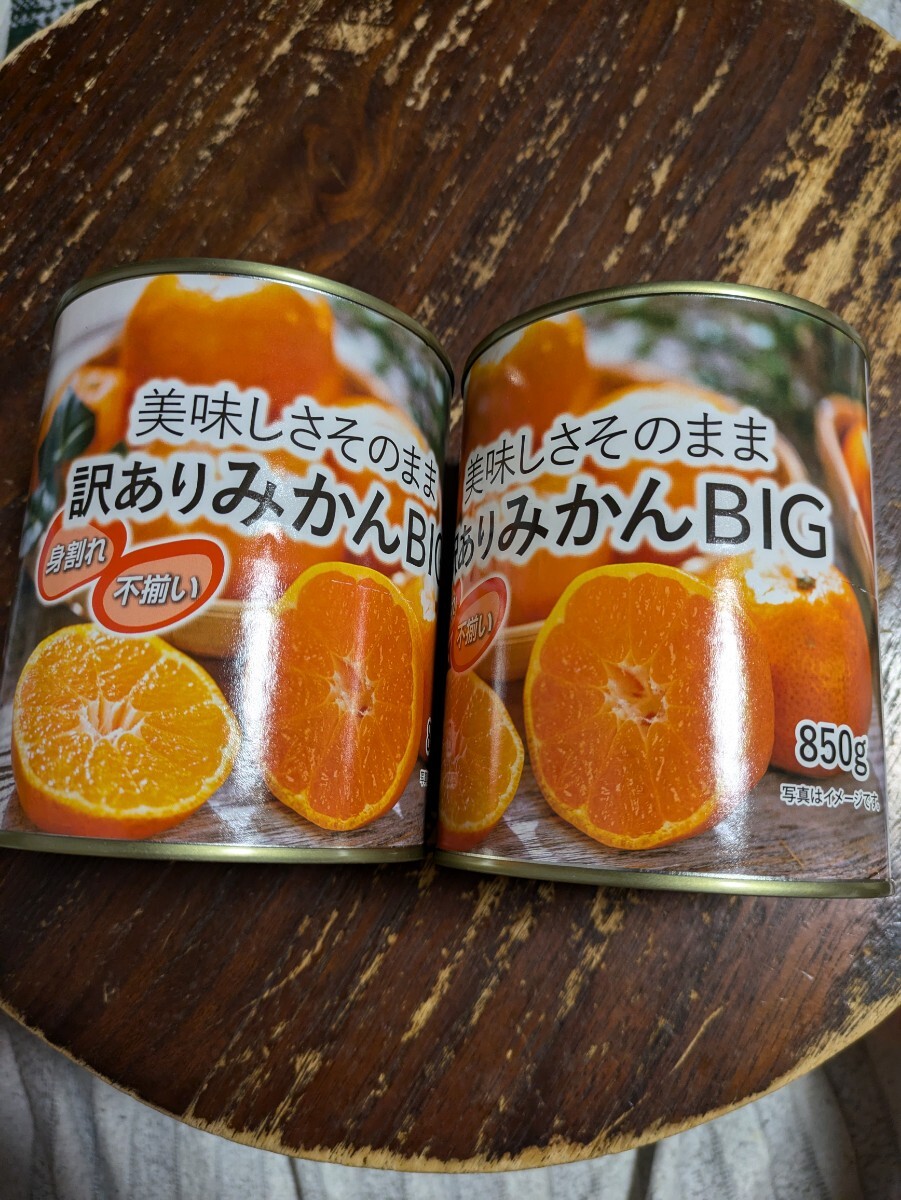 美味しさそのまま
訳ありみかんBIG
身割れ
不揃い
美味しさそのまま
訳ありみかんBIG
不揃い
850g
写真はイメージです。